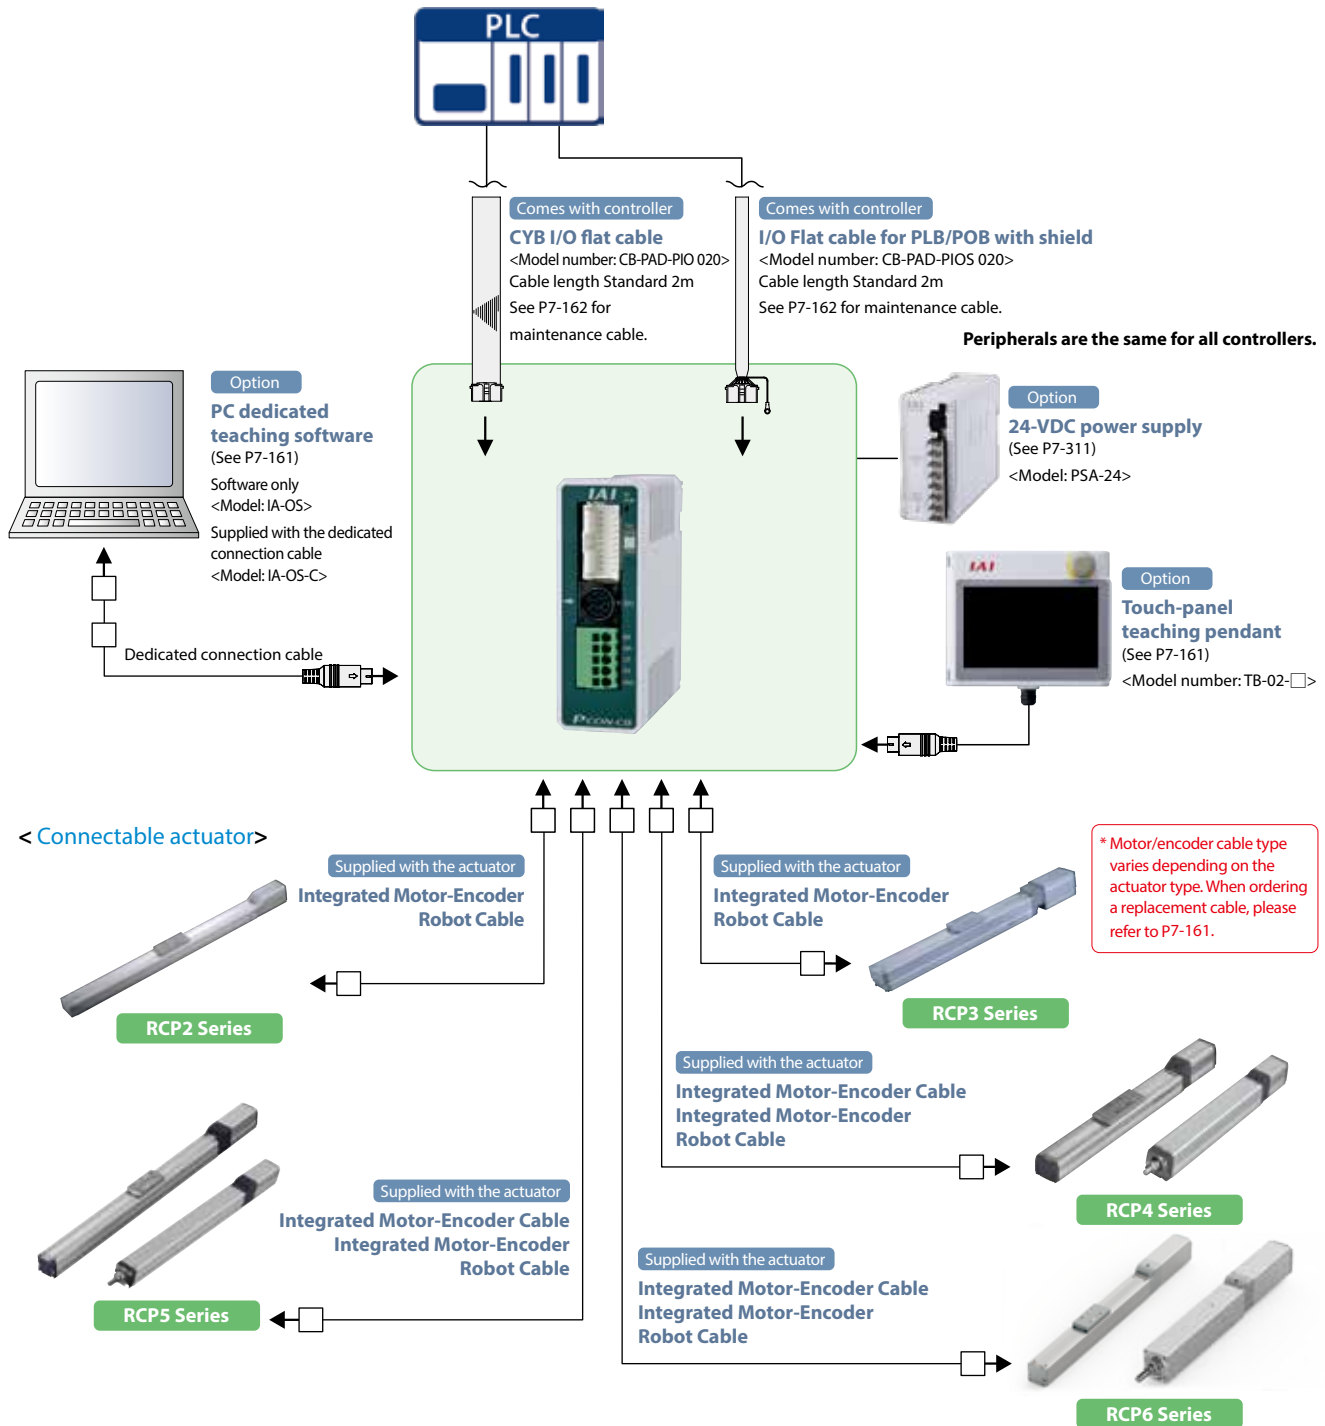 PLC
Comes with controller
CYB I/O flat cable
<Model number: CB-PAD-PIO 020>
Cable length Standard 2m
See P7-162 for
maintenance cable.
Comes with controller
I/O Flat cable for PLB/POB with shield
<Model number: CB-PAD-PIOS 020>
Cable length Standard 2m
See P7-162 for maintenance cable.
Peripherals are the same for all controllers.
Option
PC dedicated
teaching software
(See P7-161)
Software only
<Model: IA-OS>
Supplied with the dedicated
connection cable
<Model: IA-OS-C>
Dedicated connection cable
IAI
PCON-CB
Option
24-VDC power supply
(See P7-311)
<Model: PSA-24>
IAI
Option
Touch-panel
teaching pendant
(See P7-161)
<Model number: TB-02-□>
< Connectable actuator>
Supplied with the actuator
Integrated Motor-Encoder
Robot Cable
RCP2 Series
Supplied with the actuator
Integrated Motor-Encoder
Robot Cable
RCP3 Series
* Motor/encoder cable type
varies depending on the
actuator type. When ordering
a replacement cable, please
refer to P7-161.
Supplied with the actuator
Integrated Motor-Encoder Cable
Integrated Motor-Encoder
Robot Cable
RCP4 Series
Supplied with the actuator
Integrated Motor-Encoder Cable
Integrated Motor-Encoder
Robot Cable
RCP5 Series
Supplied with the actuator
Integrated Motor-Encoder Cable
Integrated Motor-Encoder
Robot Cable
RCP6 Series